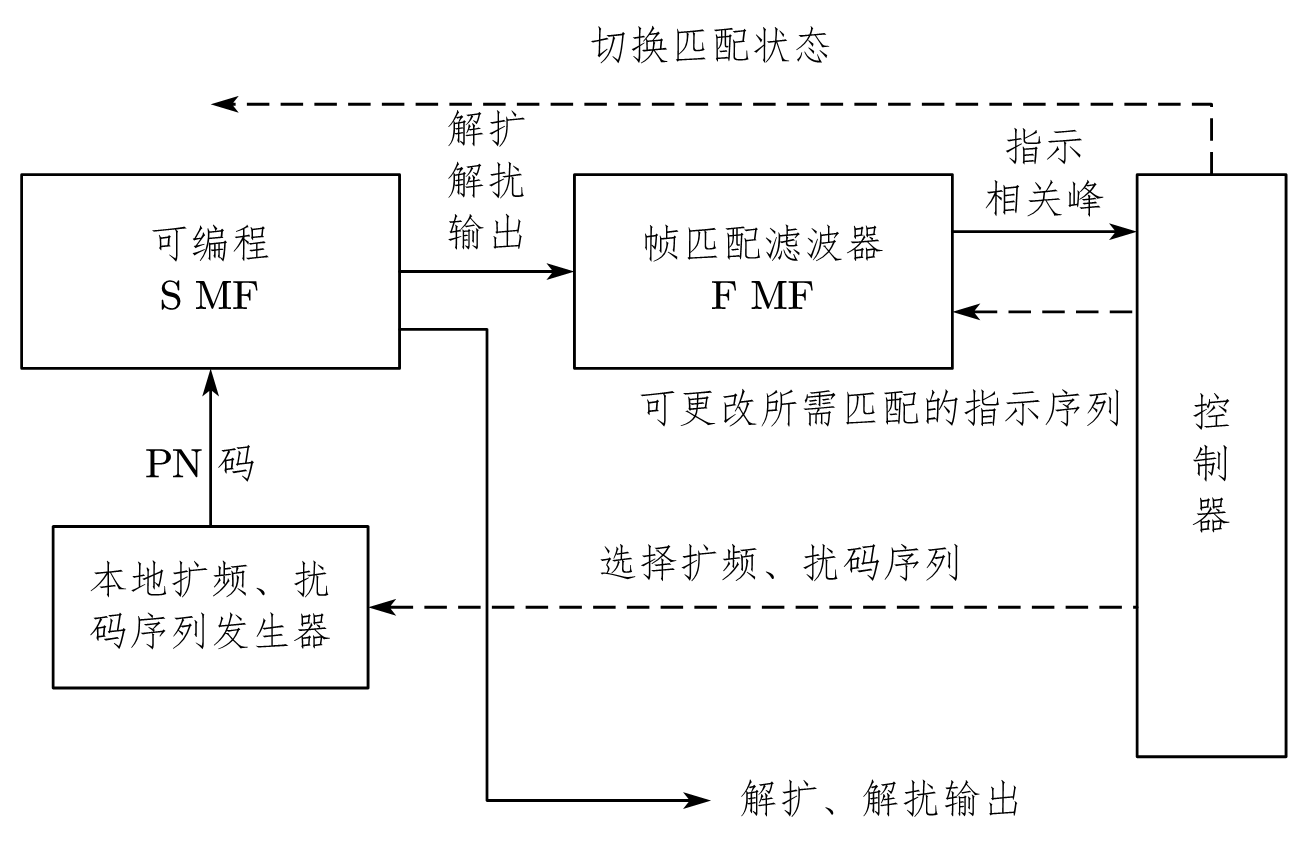 切换匹配状态
解扩
解扰
输出
指示
相关峰
可编程
S MF
帧匹配滤波器
F MF
可更改所需匹配的指示序列
控
制
器
PN 码
选择扩频、扰码序列
本地扩频、扰
码序列发生器
解扩、解扰输出